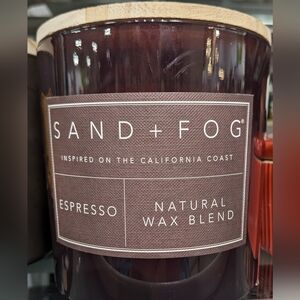 SAND + FOG®
INSPIRED ON THE CALIFORNIA COAST
ESPRESSO
NATURAL
WAX BLEND